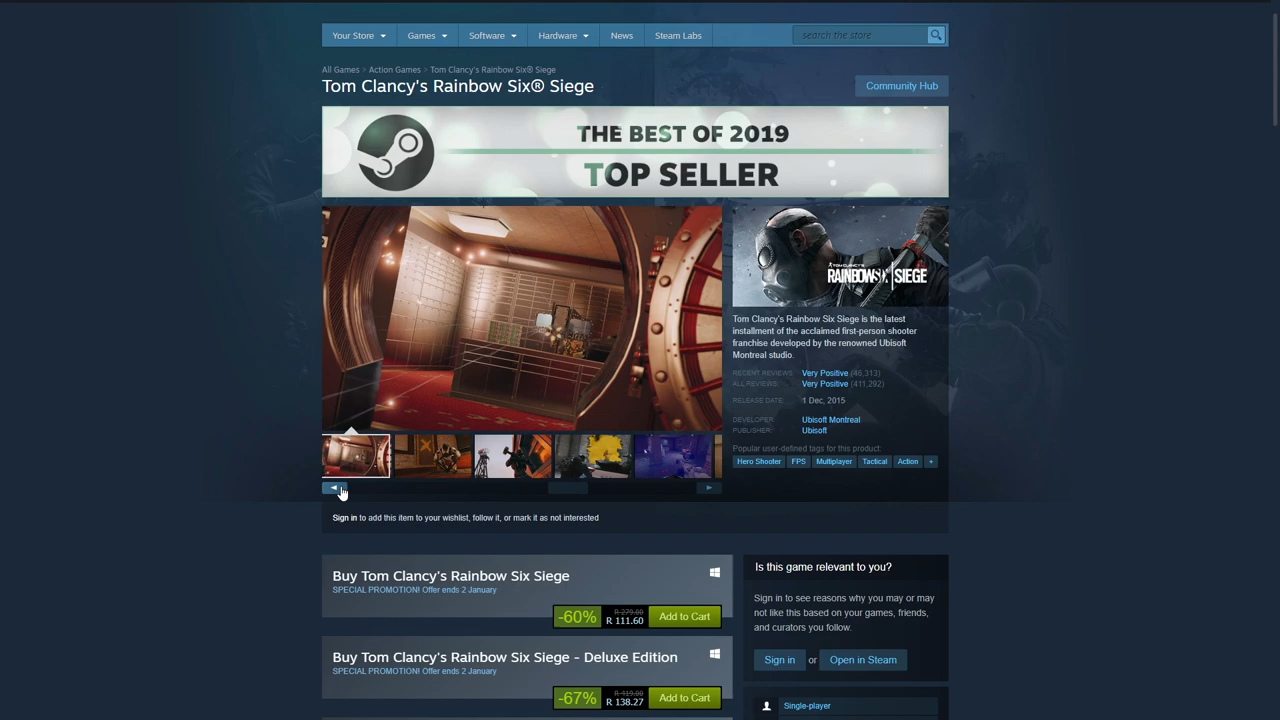 Your Store
Games
Software
Hardware
News
Steam Labs
search the store
All Games > Action Games > Tom Clancy's Rainbow Six® Siege
Tom Clancy's Rainbow Six® Siege
Community Hub
THE BEST OF 2019
TOP SELLER
TOM CLANCY'S
RAINBOW SIX | SIEGE
Tom Clancy's Rainbow Six Siege is the latest
installment of the acclaimed first-person shooter
franchise developed by the renowned Ubisoft
Montreal studio.
RECENT REVIEWS: Very Positive (46,313)
ALL REVIEWS: Very Positive (411,292)
RELEASE DATE: 1 Dec, 2015
DEVELOPER: Ubisoft Montreal
PUBLISHER: Ubisoft
Popular user-defined tags for this product:
Hero Shooter FPS Multiplayer Tactical Action +
Sign in to add this item to your wishlist, follow it, or mark it as not interested
Buy Tom Clancy's Rainbow Six Siege
SPECIAL PROMOTION! Offer ends 2 January
-60%
R 279.00
R 111.60
Add to Cart
Buy Tom Clancy's Rainbow Six Siege - Deluxe Edition
SPECIAL PROMOTION! Offer ends 2 January
-67%
R 419.00
R 138.27
Add to Cart
Is this game relevant to you?
Sign in to see reasons why you may or may
not like this based on your games, friends,
and curators you follow.
Sign in or Open in Steam
Single-player